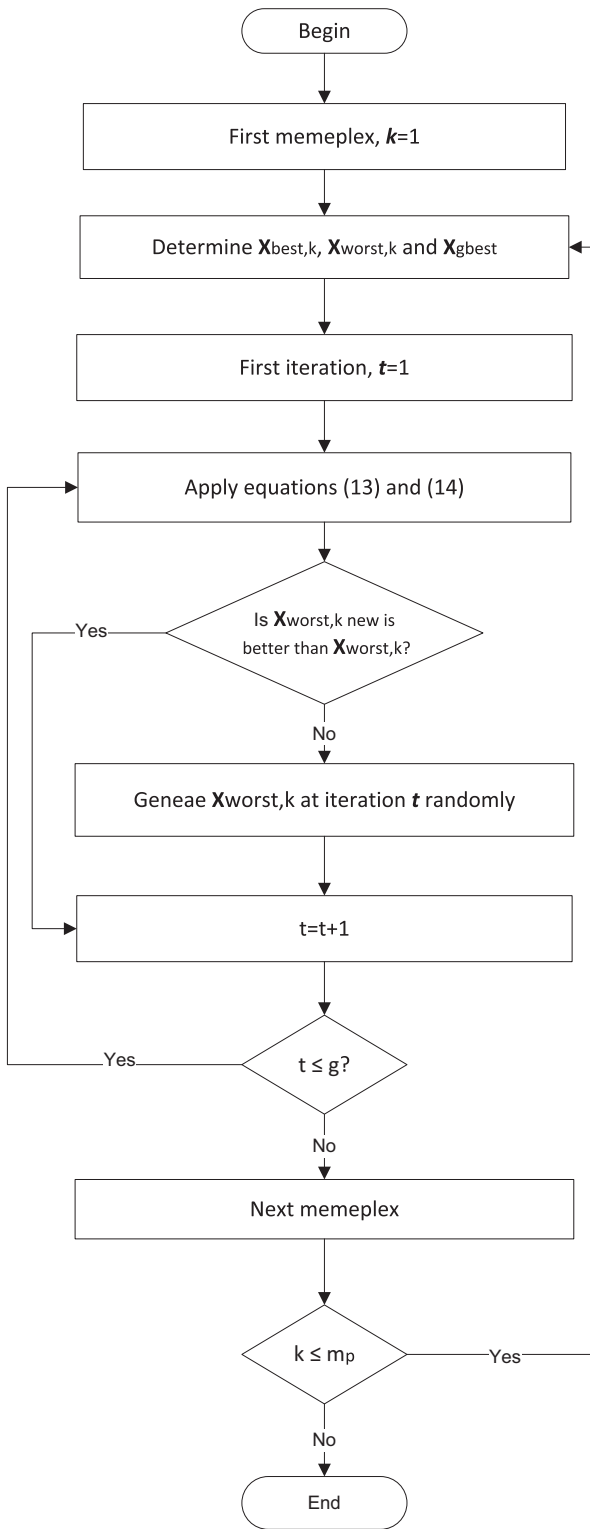 Begin
First memeplex, k=1
Determine Xbest,k, Xworst,k and Xgbest
First iteration, t=1
Apply equations (13) and (14)
Is Xworst,k new is
better than Xworst,k?
Yes
No
Geneae Xworst,k at iteration t randomly
t=t+1
t ≤ g?
Yes
No
Next memeplex
k ≤ mp
Yes
No
End